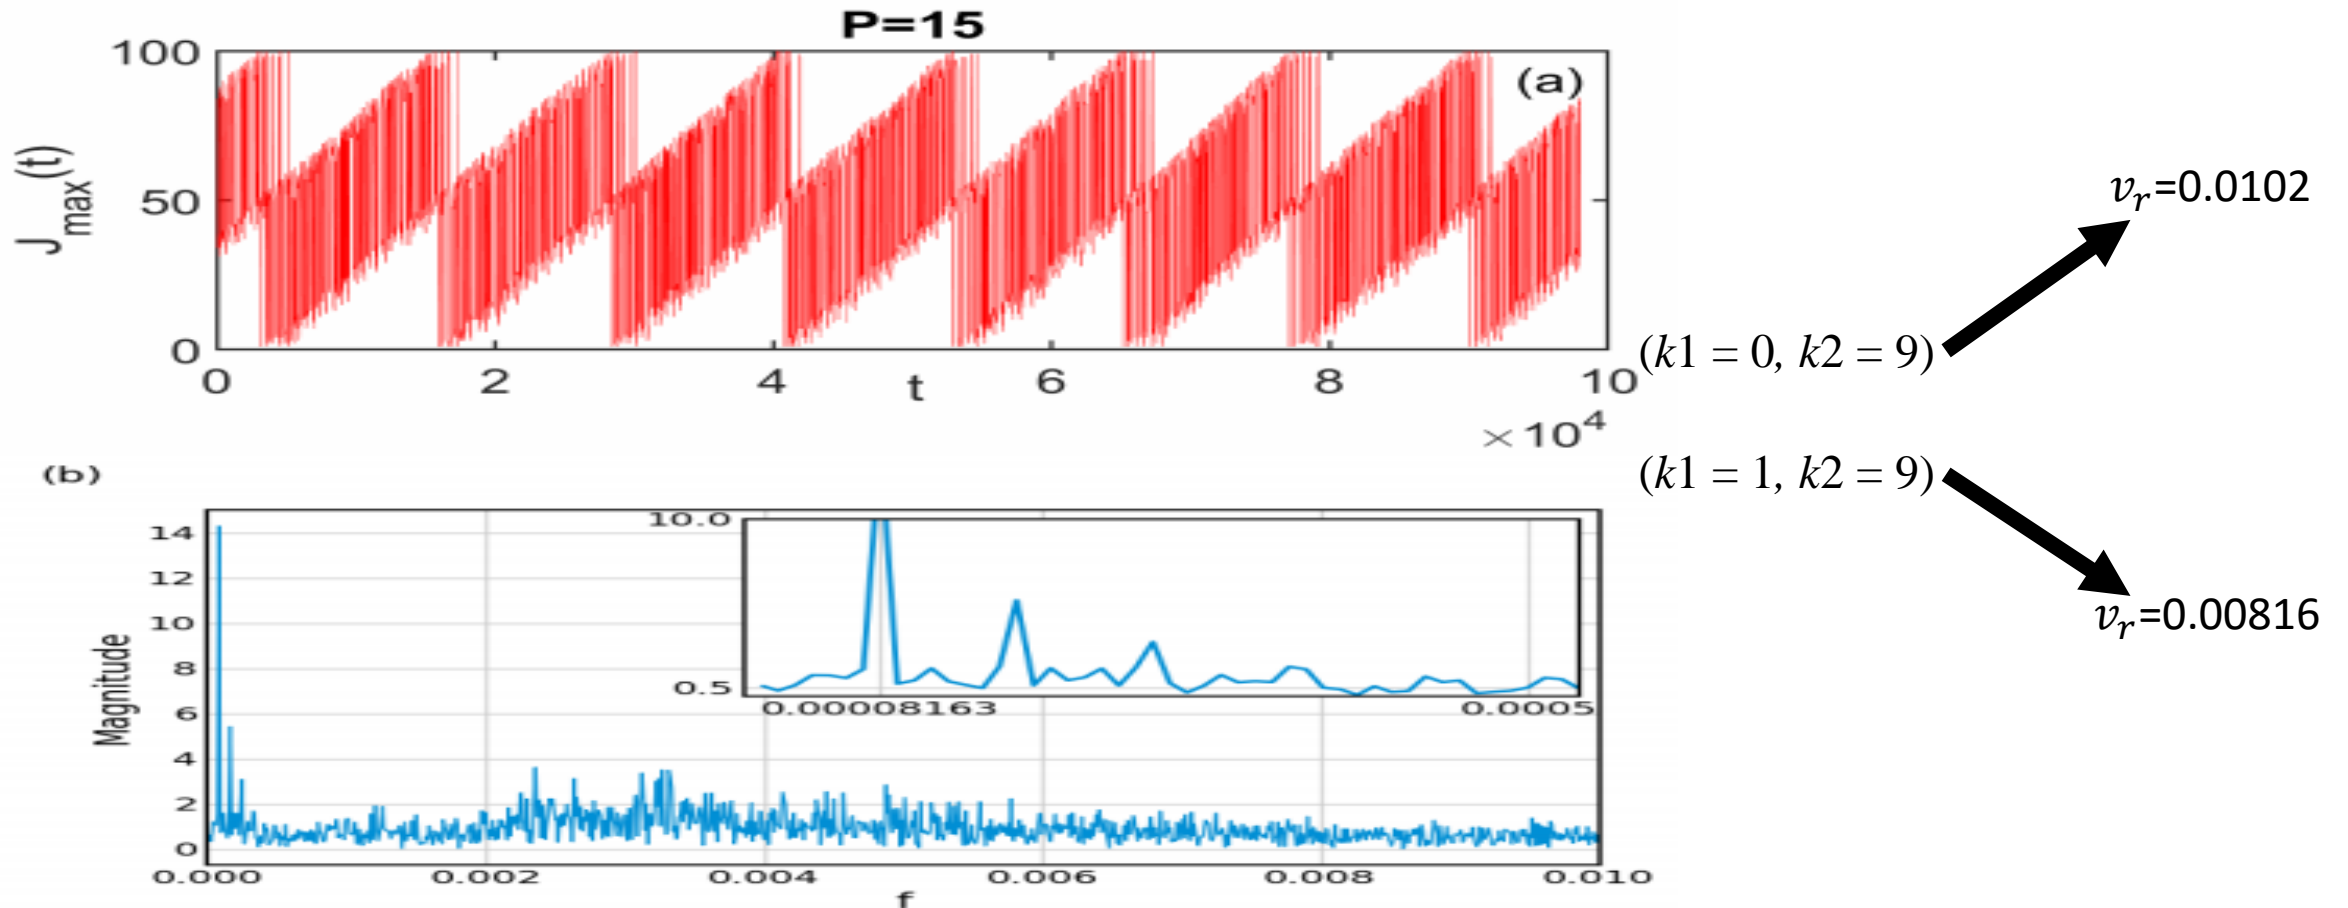 P=15
100
50
0
J_max(t)
(a)
0 2 4 6 8 10
t
×10^4
(k1 = 0, k2 = 9)
v_r=0.0102
(k1 = 1, k2 = 9)
v_r=0.00816
(b)
14
12
10
8
6
4
2
0
Magnitude
10.0
0.5
0.00008163 0.0005
0.000 0.002 0.004 0.006 0.008 0.010
f